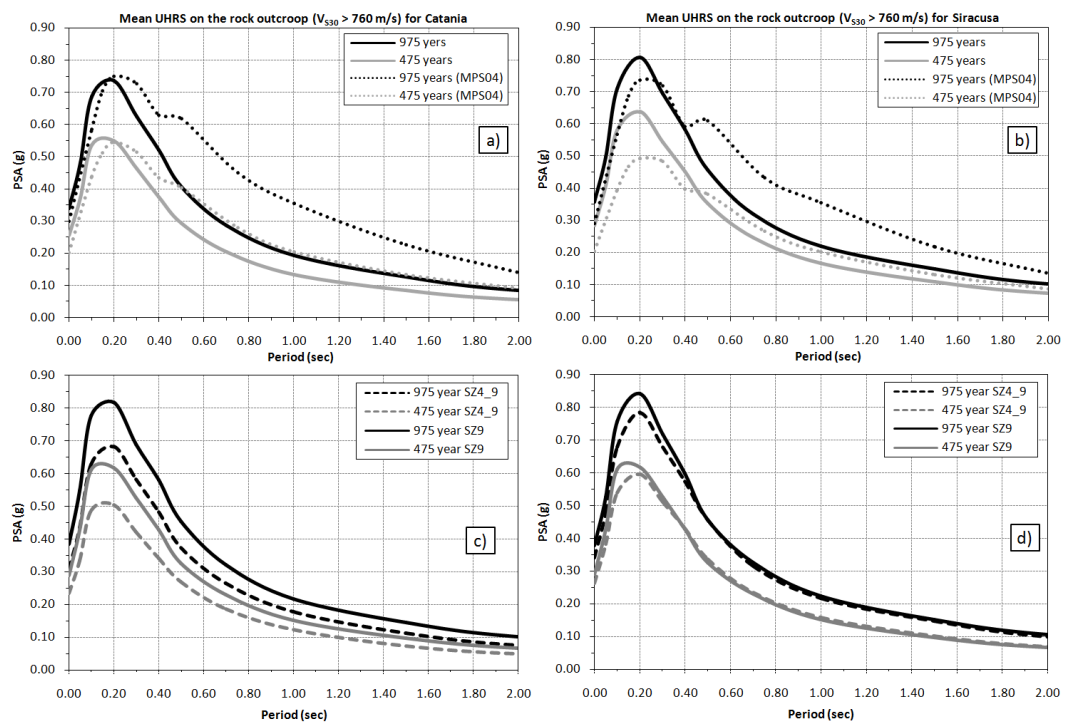 Mean UHRS on the rock outcroop (VS30 > 760 m/s) for Catania
0.90
0.80
0.70
0.60
0.50
0.40
0.30
0.20
0.10
0.00
PSA (g)
975 yers
475 years
975 years (MPS04)
475 years (MPS04)
a)
0.00 0.20 0.40 0.60 0.80 1.00 1.20 1.40 1.60 1.80 2.00
Period (sec)
Mean UHRS on the rock outcroop (VS30 > 760 m/s) for Siracusa
0.90
0.80
0.70
0.60
0.50
0.40
0.30
0.20
0.10
0.00
PSA (g)
975 years
475 years
975 years (MPS04)
475 years (MPS04)
b)
0.00 0.20 0.40 0.60 0.80 1.00 1.20 1.40 1.60 1.80 2.00
Period (sec)
0.90
0.80
0.70
0.60
0.50
0.40
0.30
0.20
0.10
0.00
PSA (g)
975 year SZ4_9
475 year SZ4_9
975 year SZ9
475 year SZ9
c)
0.00 0.20 0.40 0.60 0.80 1.00 1.20 1.40 1.60 1.80 2.00
Period (sec)
0.90
0.80
0.70
0.60
0.50
0.40
0.30
0.20
0.10
0.00
PSA (g)
975 year SZ4_9
475 year SZ4_9
975 year SZ9
475 year SZ9
d)
0.00 0.20 0.40 0.60 0.80 1.00 1.20 1.40 1.60 1.80 2.00
Period (sec)